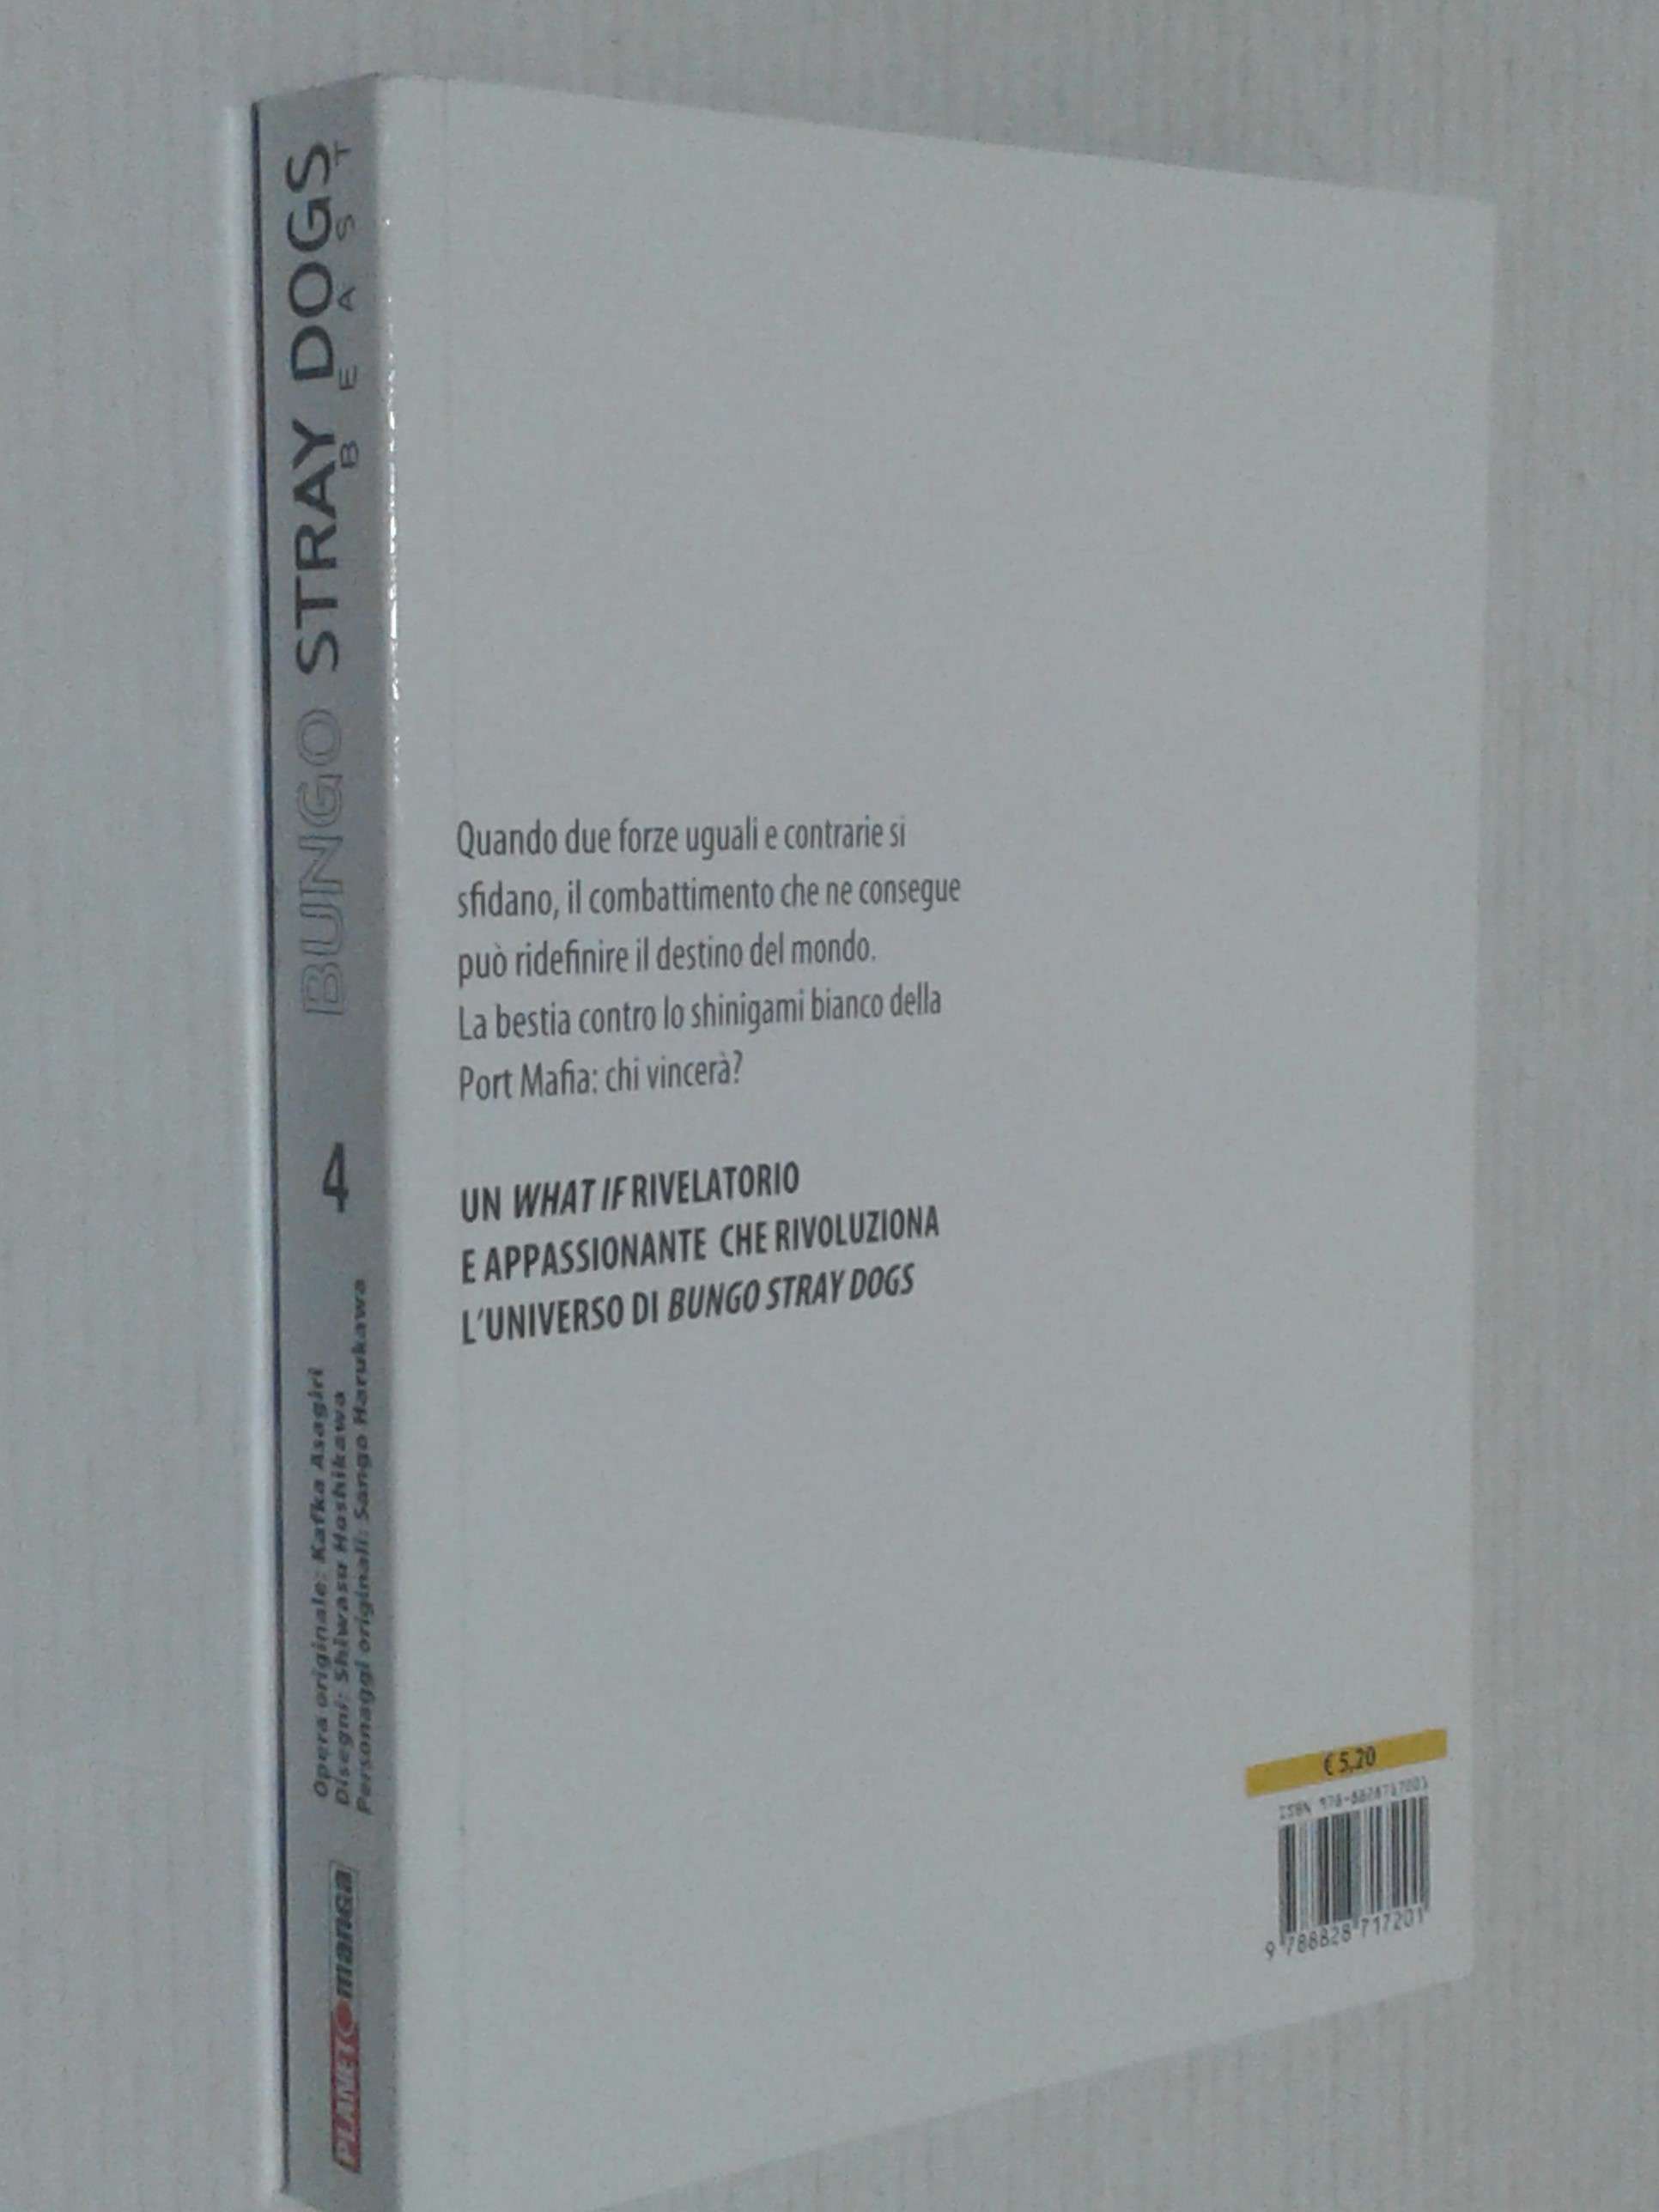 BUNGO STRAY DOGS
BEAST
4
Opera originale: Kafka Asagiri
Disegni: Shiwasu Hoshikawa
Personaggi originali: Sango Harukawa
PLANET manga
Quando due forze uguali e contrarie si
sfidano, il combattimento che ne consegue
può ridefinire il destino del mondo.
La bestia contro lo shinigami bianco della
Port Mafia: chi vincerà?
UN WHAT IF RIVELATORIO
E APPASSIONANTE CHE RIVOLUZIONA
L'UNIVERSO DI BUNGO STRAY DOGS
€ 5,20
ISBN 978-8828717201
9 788828 717201